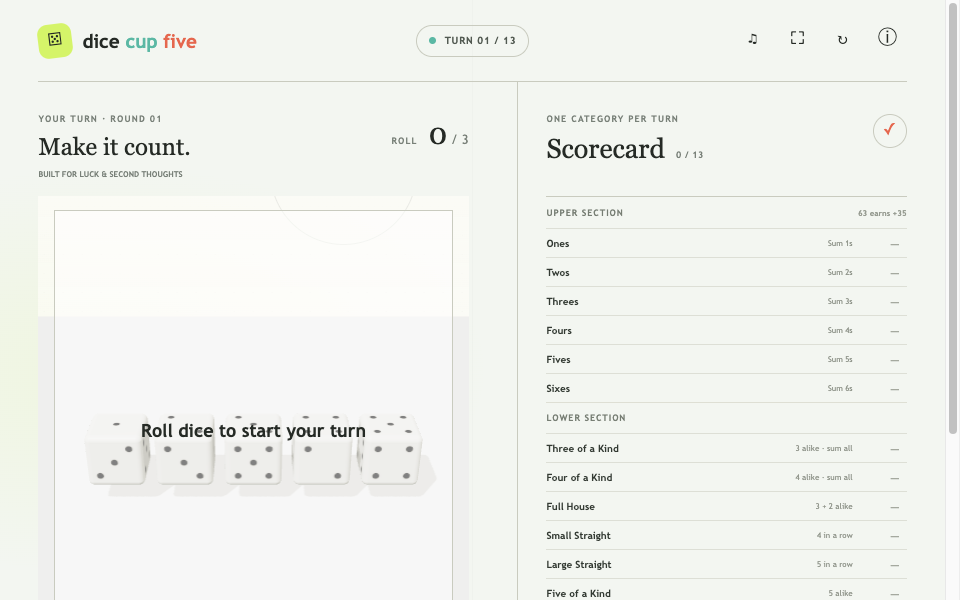 dice cup five
TURN 01 / 13
YOUR TURN · ROUND 01
Make it count.
BUILT FOR LUCK & SECOND THOUGHTS
ROLL 0 / 3
Roll dice to start your turn
ONE CATEGORY PER TURN
Scorecard 0 / 13
UPPER SECTION 63 earns +35
Ones Sum 1s —
Twos Sum 2s —
Threes Sum 3s —
Fours Sum 4s —
Fives Sum 5s —
Sixes Sum 6s —
LOWER SECTION
Three of a Kind 3 alike · sum all —
Four of a Kind 4 alike · sum all —
Full House 3 + 2 alike —
Small Straight 4 in a row —
Large Straight 5 in a row —
Five of a Kind 5 alike —